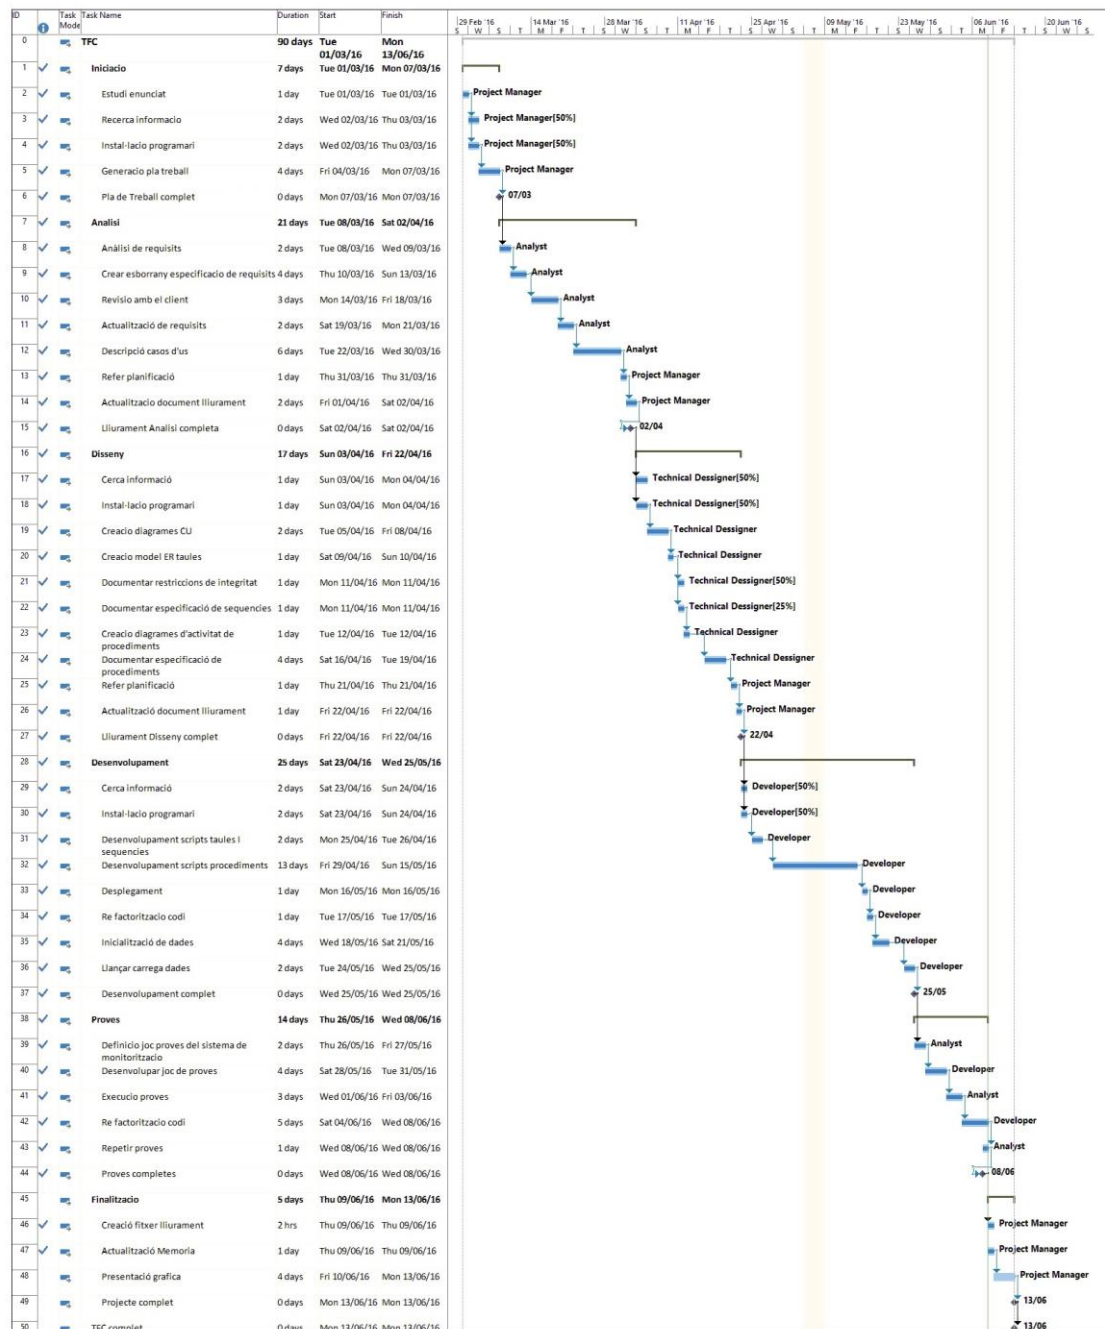 ID Task Mode Task Name Duration Start Finish 29 Feb '16 14 Mar '16 28 Mar '16 11 Apr '16 25 Apr '16 09 May '16 23 May '16 06 Jun '16 20 Jun '16
S W S T M F T S W S T M F T S W S T M F T S W S T M F T S W S
0 TFC 90 days Tue 01/03/16 Mon 13/06/16
1 Iniciacio 7 days Tue 01/03/16 Mon 07/03/16
2 Estudi enunciat 1 day Tue 01/03/16 Tue 01/03/16 Project Manager
3 Recerca informacio 2 days Wed 02/03/16 Thu 03/03/16 Project Manager[50%]
4 Instal·lacio programari 2 days Wed 02/03/16 Thu 03/03/16 Project Manager[50%]
5 Generacio pla treball 4 days Fri 04/03/16 Mon 07/03/16 Project Manager
6 Pla de Treball complet 0 days Mon 07/03/16 Mon 07/03/16 07/03
7 Analisi 21 days Tue 08/03/16 Sat 02/04/16
8 Anàlisi de requisits 2 days Tue 08/03/16 Wed 09/03/16 Analyst
9 Crear esborrany especificacio de requisits 4 days Thu 10/03/16 Sun 13/03/16 Analyst
10 Revisio amb el client 3 days Mon 14/03/16 Fri 18/03/16 Analyst
11 Actualització de requisits 2 days Sat 19/03/16 Mon 21/03/16 Analyst
12 Descripció casos d'us 6 days Tue 22/03/16 Wed 30/03/16 Analyst
13 Refer planificació 1 day Thu 31/03/16 Thu 31/03/16 Project Manager
14 Actualitzacio document lliurament 2 days Fri 01/04/16 Sat 02/04/16 Project Manager
15 Lliurament Analisi completa 0 days Sat 02/04/16 Sat 02/04/16 02/04
16 Disseny 17 days Sun 03/04/16 Fri 22/04/16
17 Cerca informació 1 day Sun 03/04/16 Mon 04/04/16 Technical Dessigner[50%]
18 Instal·lacio programari 1 day Sun 03/04/16 Mon 04/04/16 Technical Dessigner[50%]
19 Creacio diagrames CU 2 days Tue 05/04/16 Fri 08/04/16 Technical Dessigner
20 Creacio model ER taules 1 day Sat 09/04/16 Sun 10/04/16 Technical Dessigner
21 Documentar restriccions de integritat 1 day Mon 11/04/16 Mon 11/04/16 Technical Dessigner[50%]
22 Documentar especificació de sequencies 1 day Mon 11/04/16 Mon 11/04/16 Technical Dessigner[25%]
23 Creacio diagrames d'activitat de procediments 1 day Tue 12/04/16 Tue 12/04/16 Technical Dessigner
24 Documentar especificació de procediments 4 days Sat 16/04/16 Tue 19/04/16 Technical Dessigner
25 Refer planificació 1 day Thu 21/04/16 Thu 21/04/16 Project Manager
26 Actualització document lliurament 1 day Fri 22/04/16 Fri 22/04/16 Project Manager
27 Lliurament Disseny complet 0 days Fri 22/04/16 Fri 22/04/16 22/04
28 Desenvolupament 25 days Sat 23/04/16 Wed 25/05/16
29 Cerca informació 2 days Sat 23/04/16 Sun 24/04/16 Developer[50%]
30 Instal·lacio programari 2 days Sat 23/04/16 Sun 24/04/16 Developer[50%]
31 Desenvolupament scripts taules I sequencies 2 days Mon 25/04/16 Tue 26/04/16 Developer
32 Desenvolupament scripts procediments 13 days Fri 29/04/16 Sun 15/05/16 Developer
33 Desplegament 1 day Mon 16/05/16 Mon 16/05/16 Developer
34 Re factoritzacio codi 1 day Tue 17/05/16 Tue 17/05/16 Developer
35 Inicialització de dades 4 days Wed 18/05/16 Sat 21/05/16 Developer
36 Llançar carrega dades 2 days Tue 24/05/16 Wed 25/05/16 Developer
37 Desenvolupament complet 0 days Wed 25/05/16 Wed 25/05/16 25/05
38 Proves 14 days Thu 26/05/16 Wed 08/06/16
39 Definicio joc proves del sistema de monitoritzacio 2 days Thu 26/05/16 Fri 27/05/16 Analyst
40 Desenvolupar joc de proves 4 days Sat 28/05/16 Tue 31/05/16 Developer
41 Execucio proves 3 days Wed 01/06/16 Fri 03/06/16 Analyst
42 Re factoritzacio codi 5 days Sat 04/06/16 Wed 08/06/16 Developer
43 Repetir proves 1 day Wed 08/06/16 Wed 08/06/16 Analyst
44 Proves completes 0 days Wed 08/06/16 Wed 08/06/16 08/06
45 Finalitzacio 5 days Thu 09/06/16 Mon 13/06/16
46 Creació fitxer lliurament 2 hrs Thu 09/06/16 Thu 09/06/16 Project Manager
47 Actualització Memoria 1 day Thu 09/06/16 Thu 09/06/16 Project Manager
48 Presentació grafica 4 days Fri 10/06/16 Mon 13/06/16 Project Manager
49 Projecte complet 0 days Mon 13/06/16 Mon 13/06/16 13/06
50 TFC complet 0 days Mon 13/06/16 Mon 13/06/16 13/06